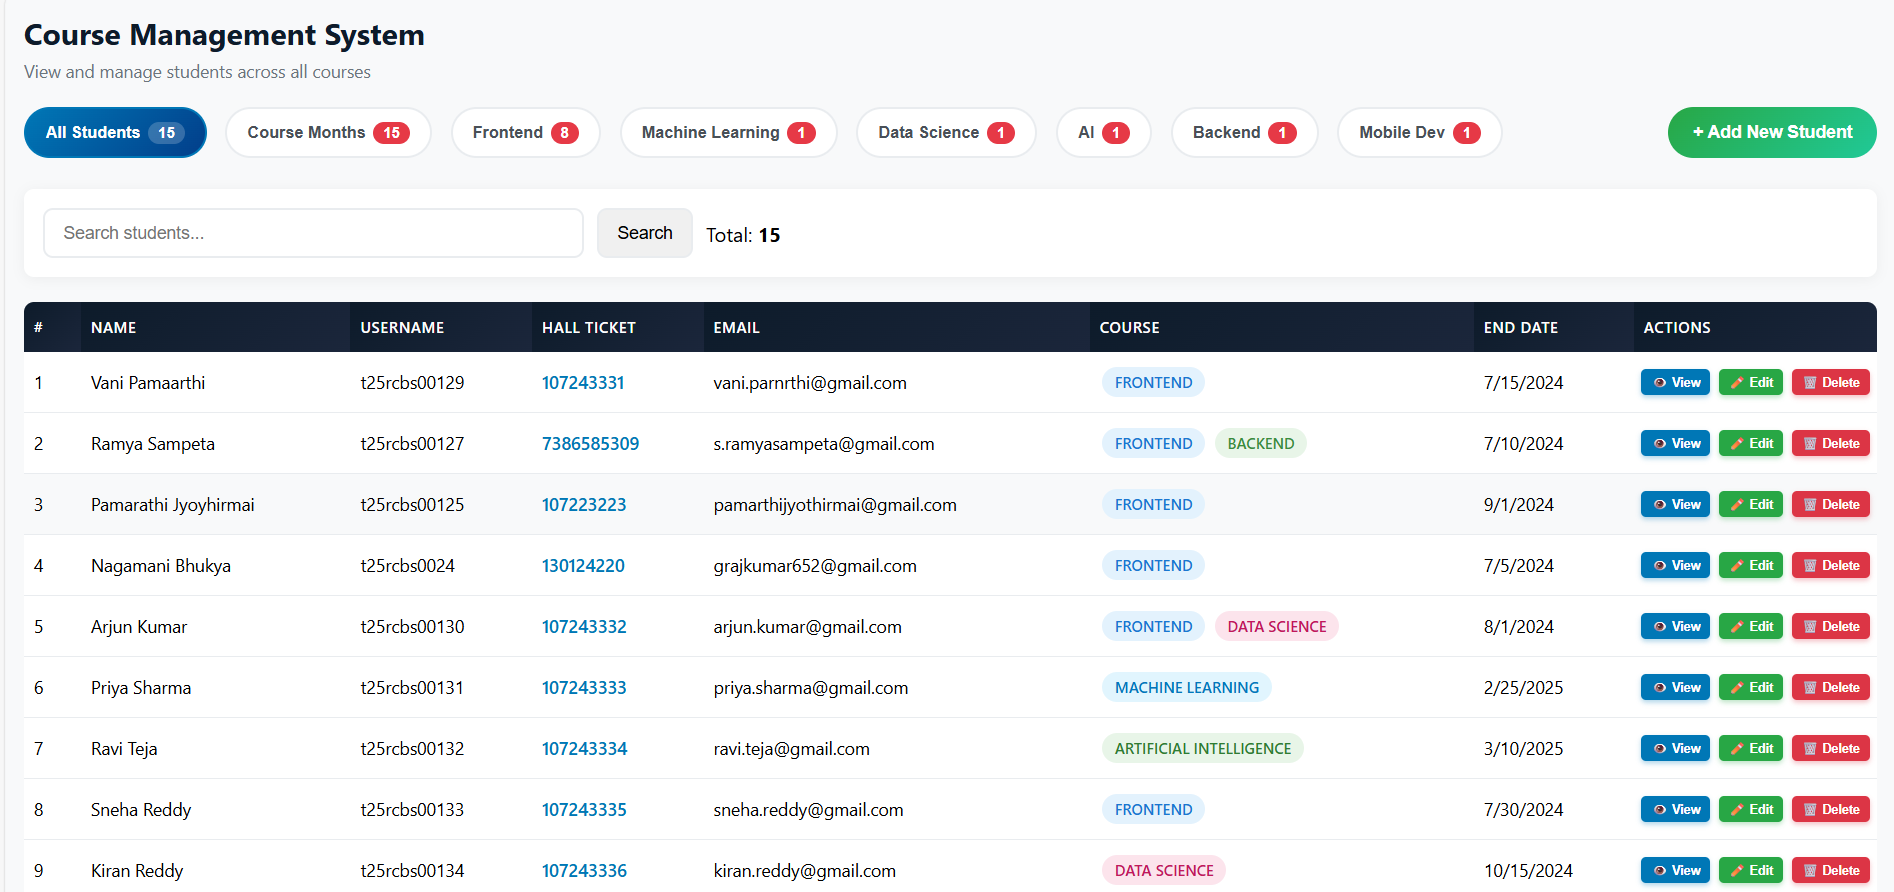 Course Management System
View and manage students across all courses
All Students 15 Course Months 15 Frontend 8 Machine Learning 1 Data Science 1 AI 1 Backend 1 Mobile Dev 1 + Add New Student
Search students... Search Total: 15
# NAME USERNAME HALL TICKET EMAIL COURSE END DATE ACTIONS
1 Vani Pamaarthi t25rcbs00129 107243331 vani.parnrthi@gmail.com FRONTEND 7/15/2024 View Edit Delete
2 Ramya Sampeta t25rcbs00127 7386585309 s.ramyasampeta@gmail.com FRONTEND BACKEND 7/10/2024 View Edit Delete
3 Pamarathi Jyoyhirmai t25rcbs00125 107223223 pamarthijyothirmai@gmail.com FRONTEND 9/1/2024 View Edit Delete
4 Nagamani Bhukya t25rcbs0024 130124220 grajkumar652@gmail.com FRONTEND 7/5/2024 View Edit Delete
5 Arjun Kumar t25rcbs00130 107243332 arjun.kumar@gmail.com FRONTEND DATA SCIENCE 8/1/2024 View Edit Delete
6 Priya Sharma t25rcbs00131 107243333 priya.sharma@gmail.com MACHINE LEARNING 2/25/2025 View Edit Delete
7 Ravi Teja t25rcbs00132 107243334 ravi.teja@gmail.com ARTIFICIAL INTELLIGENCE 3/10/2025 View Edit Delete
8 Sneha Reddy t25rcbs00133 107243335 sneha.reddy@gmail.com FRONTEND 7/30/2024 View Edit Delete
9 Kiran Reddy t25rcbs00134 107243336 kiran.reddy@gmail.com DATA SCIENCE 10/15/2024 View Edit Delete